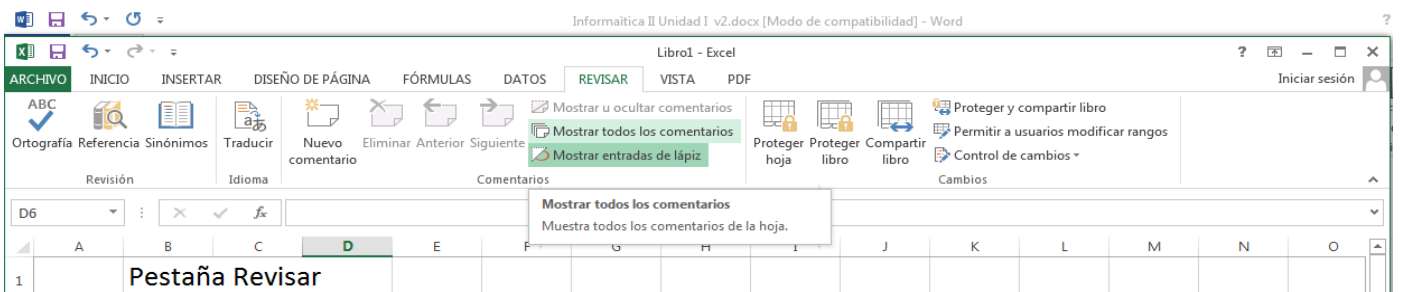 Informaitica II Unidad I v2.docx [Modo de compatibilidad] - Word ?
Libro1 - Excel ?
ARCHIVO INICIO INSERTAR DISEÑO DE PÁGINA FÓRMULAS DATOS REVISAR VISTA PDF Iniciar sesión
ABC
Ortografía Referencia Sinónimos
Revisión
Traducir
Idioma
Nuevo comentario
Eliminar Anterior Siguiente
Mostrar u ocultar comentarios
Mostrar todos los comentarios
Mostrar entradas de lápiz
Comentarios
Proteger hoja
Proteger libro
Compartir libro
Proteger y compartir libro
Permitir a usuarios modificar rangos
Control de cambios
Cambios
D6 fx
Mostrar todos los comentarios
Muestra todos los comentarios de la hoja.
A B C D E F G H I J K L M N O
1 Pestaña Revisar